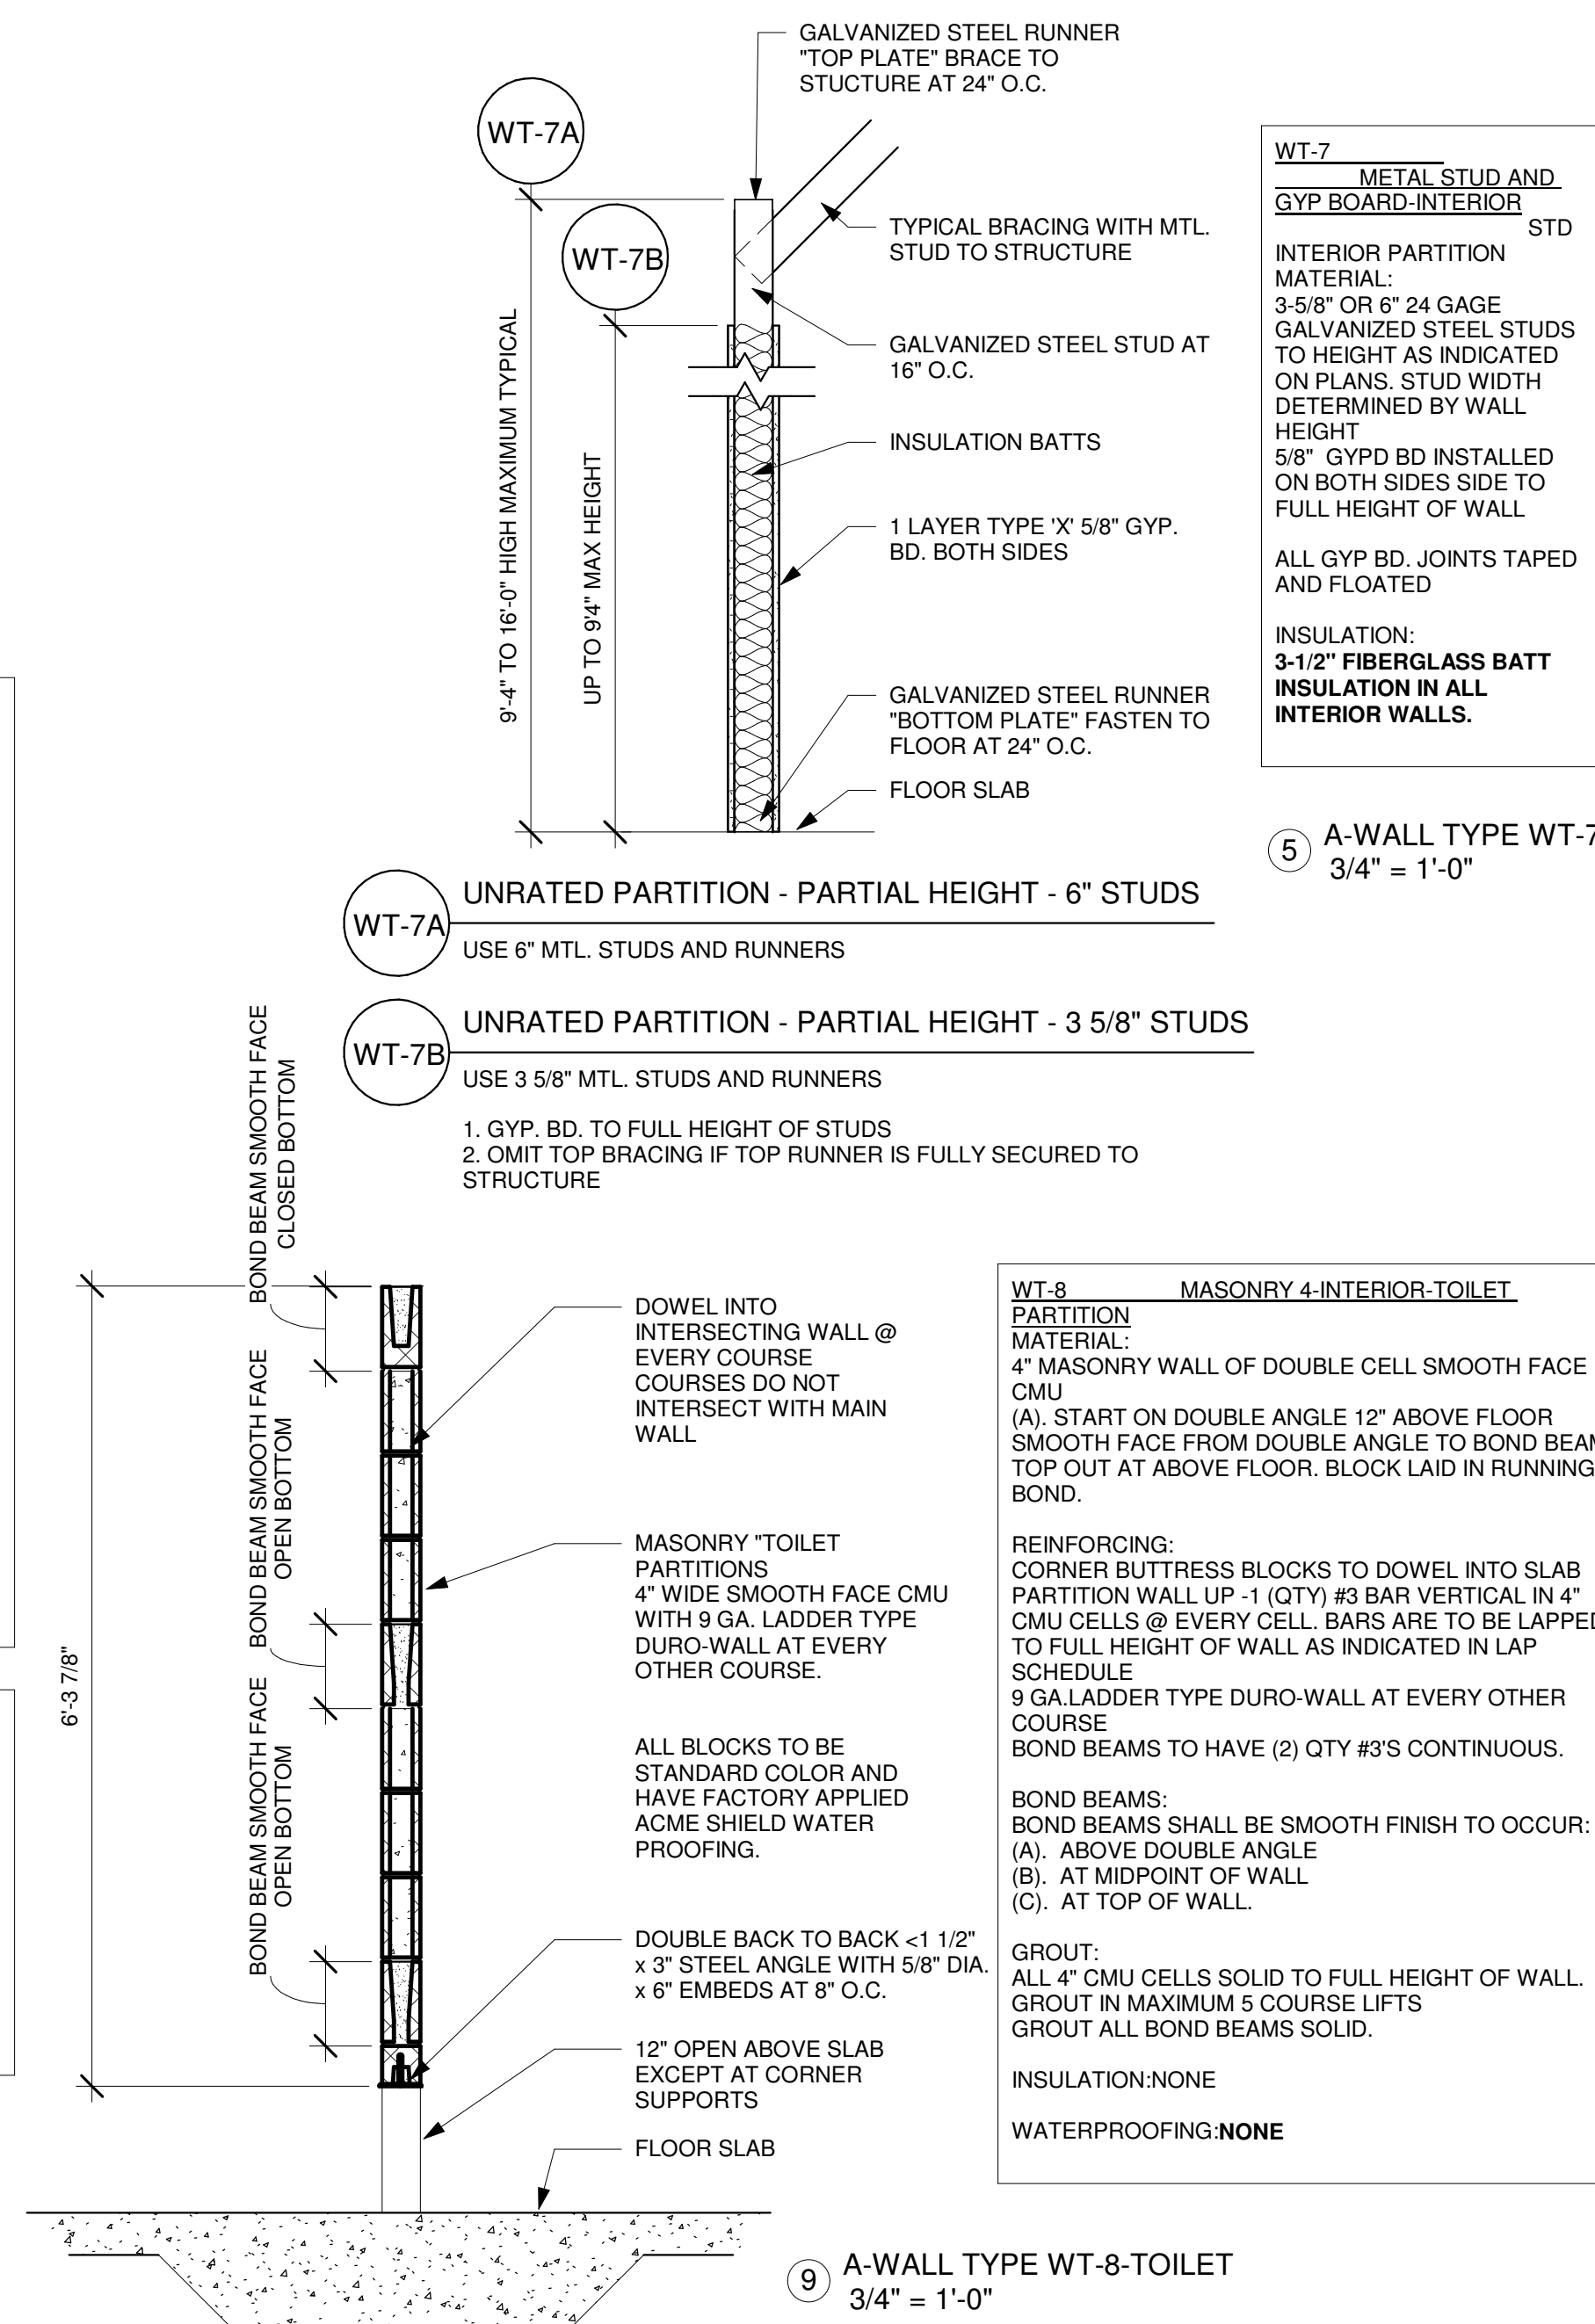 GALVANIZED STEEL RUNNER
"TOP PLATE" BRACE TO
STUCTURE AT 24" O.C.
WT-7A
WT-7B
TYPICAL BRACING WITH MTL.
STUD TO STRUCTURE
GALVANIZED STEEL STUD AT
16" O.C.
INSULATION BATTS
1 LAYER TYPE 'X' 5/8" GYP.
BD. BOTH SIDES
GALVANIZED STEEL RUNNER
"BOTTOM PLATE" FASTEN TO
FLOOR AT 24" O.C.
FLOOR SLAB
9'-4" TO 16'-0" HIGH MAXIMUM TYPICAL
UP TO 9'4" MAX HEIGHT
WT-7
METAL STUD AND
GYP BOARD-INTERIOR
STD
INTERIOR PARTITION
MATERIAL:
3-5/8" OR 6" 24 GAGE
GALVANIZED STEEL STUDS
TO HEIGHT AS INDICATED
ON PLANS. STUD WIDTH
DETERMINED BY WALL
HEIGHT
5/8" GYPD BD INSTALLED
ON BOTH SIDES SIDE TO
FULL HEIGHT OF WALL
ALL GYP BD. JOINTS TAPED
AND FLOATED
INSULATION:
3-1/2" FIBERGLASS BATT
INSULATION IN ALL
INTERIOR WALLS.
5
A-WALL TYPE WT-7
3/4" = 1'-0"
WT-7A
UNRATED PARTITION - PARTIAL HEIGHT - 6" STUDS
USE 6" MTL. STUDS AND RUNNERS
WT-7B
UNRATED PARTITION - PARTIAL HEIGHT - 3 5/8" STUDS
USE 3 5/8" MTL. STUDS AND RUNNERS
1. GYP. BD. TO FULL HEIGHT OF STUDS
2. OMIT TOP BRACING IF TOP RUNNER IS FULLY SECURED TO
STRUCTURE
BOND BEAM SMOOTH FACE
CLOSED BOTTOM
BOND BEAM SMOOTH FACE
OPEN BOTTOM
BOND BEAM SMOOTH FACE
OPEN BOTTOM
6'-3 7/8"
DOWEL INTO
INTERSECTING WALL @
EVERY COURSE
COURSES DO NOT
INTERSECT WITH MAIN
WALL
MASONRY "TOILET
PARTITIONS
4" WIDE SMOOTH FACE CMU
WITH 9 GA. LADDER TYPE
DURO-WALL AT EVERY
OTHER COURSE.
ALL BLOCKS TO BE
STANDARD COLOR AND
HAVE FACTORY APPLIED
ACME SHIELD WATER
PROOFING.
DOUBLE BACK TO BACK <1 1/2"
x 3" STEEL ANGLE WITH 5/8" DIA.
x 6" EMBEDS AT 8" O.C.
12" OPEN ABOVE SLAB
EXCEPT AT CORNER
SUPPORTS
FLOOR SLAB
WT-8 MASONRY 4-INTERIOR-TOILET
PARTITION
MATERIAL:
4" MASONRY WALL OF DOUBLE CELL SMOOTH FACE
CMU
(A). START ON DOUBLE ANGLE 12" ABOVE FLOOR
SMOOTH FACE FROM DOUBLE ANGLE TO BOND BEAM
TOP OUT AT ABOVE FLOOR. BLOCK LAID IN RUNNING
BOND.
REINFORCING:
CORNER BUTTRESS BLOCKS TO DOWEL INTO SLAB
PARTITION WALL UP -1 (QTY) #3 BAR VERTICAL IN 4"
CMU CELLS @ EVERY CELL. BARS ARE TO BE LAPPED
TO FULL HEIGHT OF WALL AS INDICATED IN LAP
SCHEDULE
9 GA.LADDER TYPE DURO-WALL AT EVERY OTHER
COURSE
BOND BEAMS TO HAVE (2) QTY #3'S CONTINUOUS.
BOND BEAMS:
BOND BEAMS SHALL BE SMOOTH FINISH TO OCCUR:
(A). ABOVE DOUBLE ANGLE
(B). AT MIDPOINT OF WALL
(C). AT TOP OF WALL.
GROUT:
ALL 4" CMU CELLS SOLID TO FULL HEIGHT OF WALL.
GROUT IN MAXIMUM 5 COURSE LIFTS
GROUT ALL BOND BEAMS SOLID.
INSULATION:NONE
WATERPROOFING:NONE
9
A-WALL TYPE WT-8-TOILET
3/4" = 1'-0"